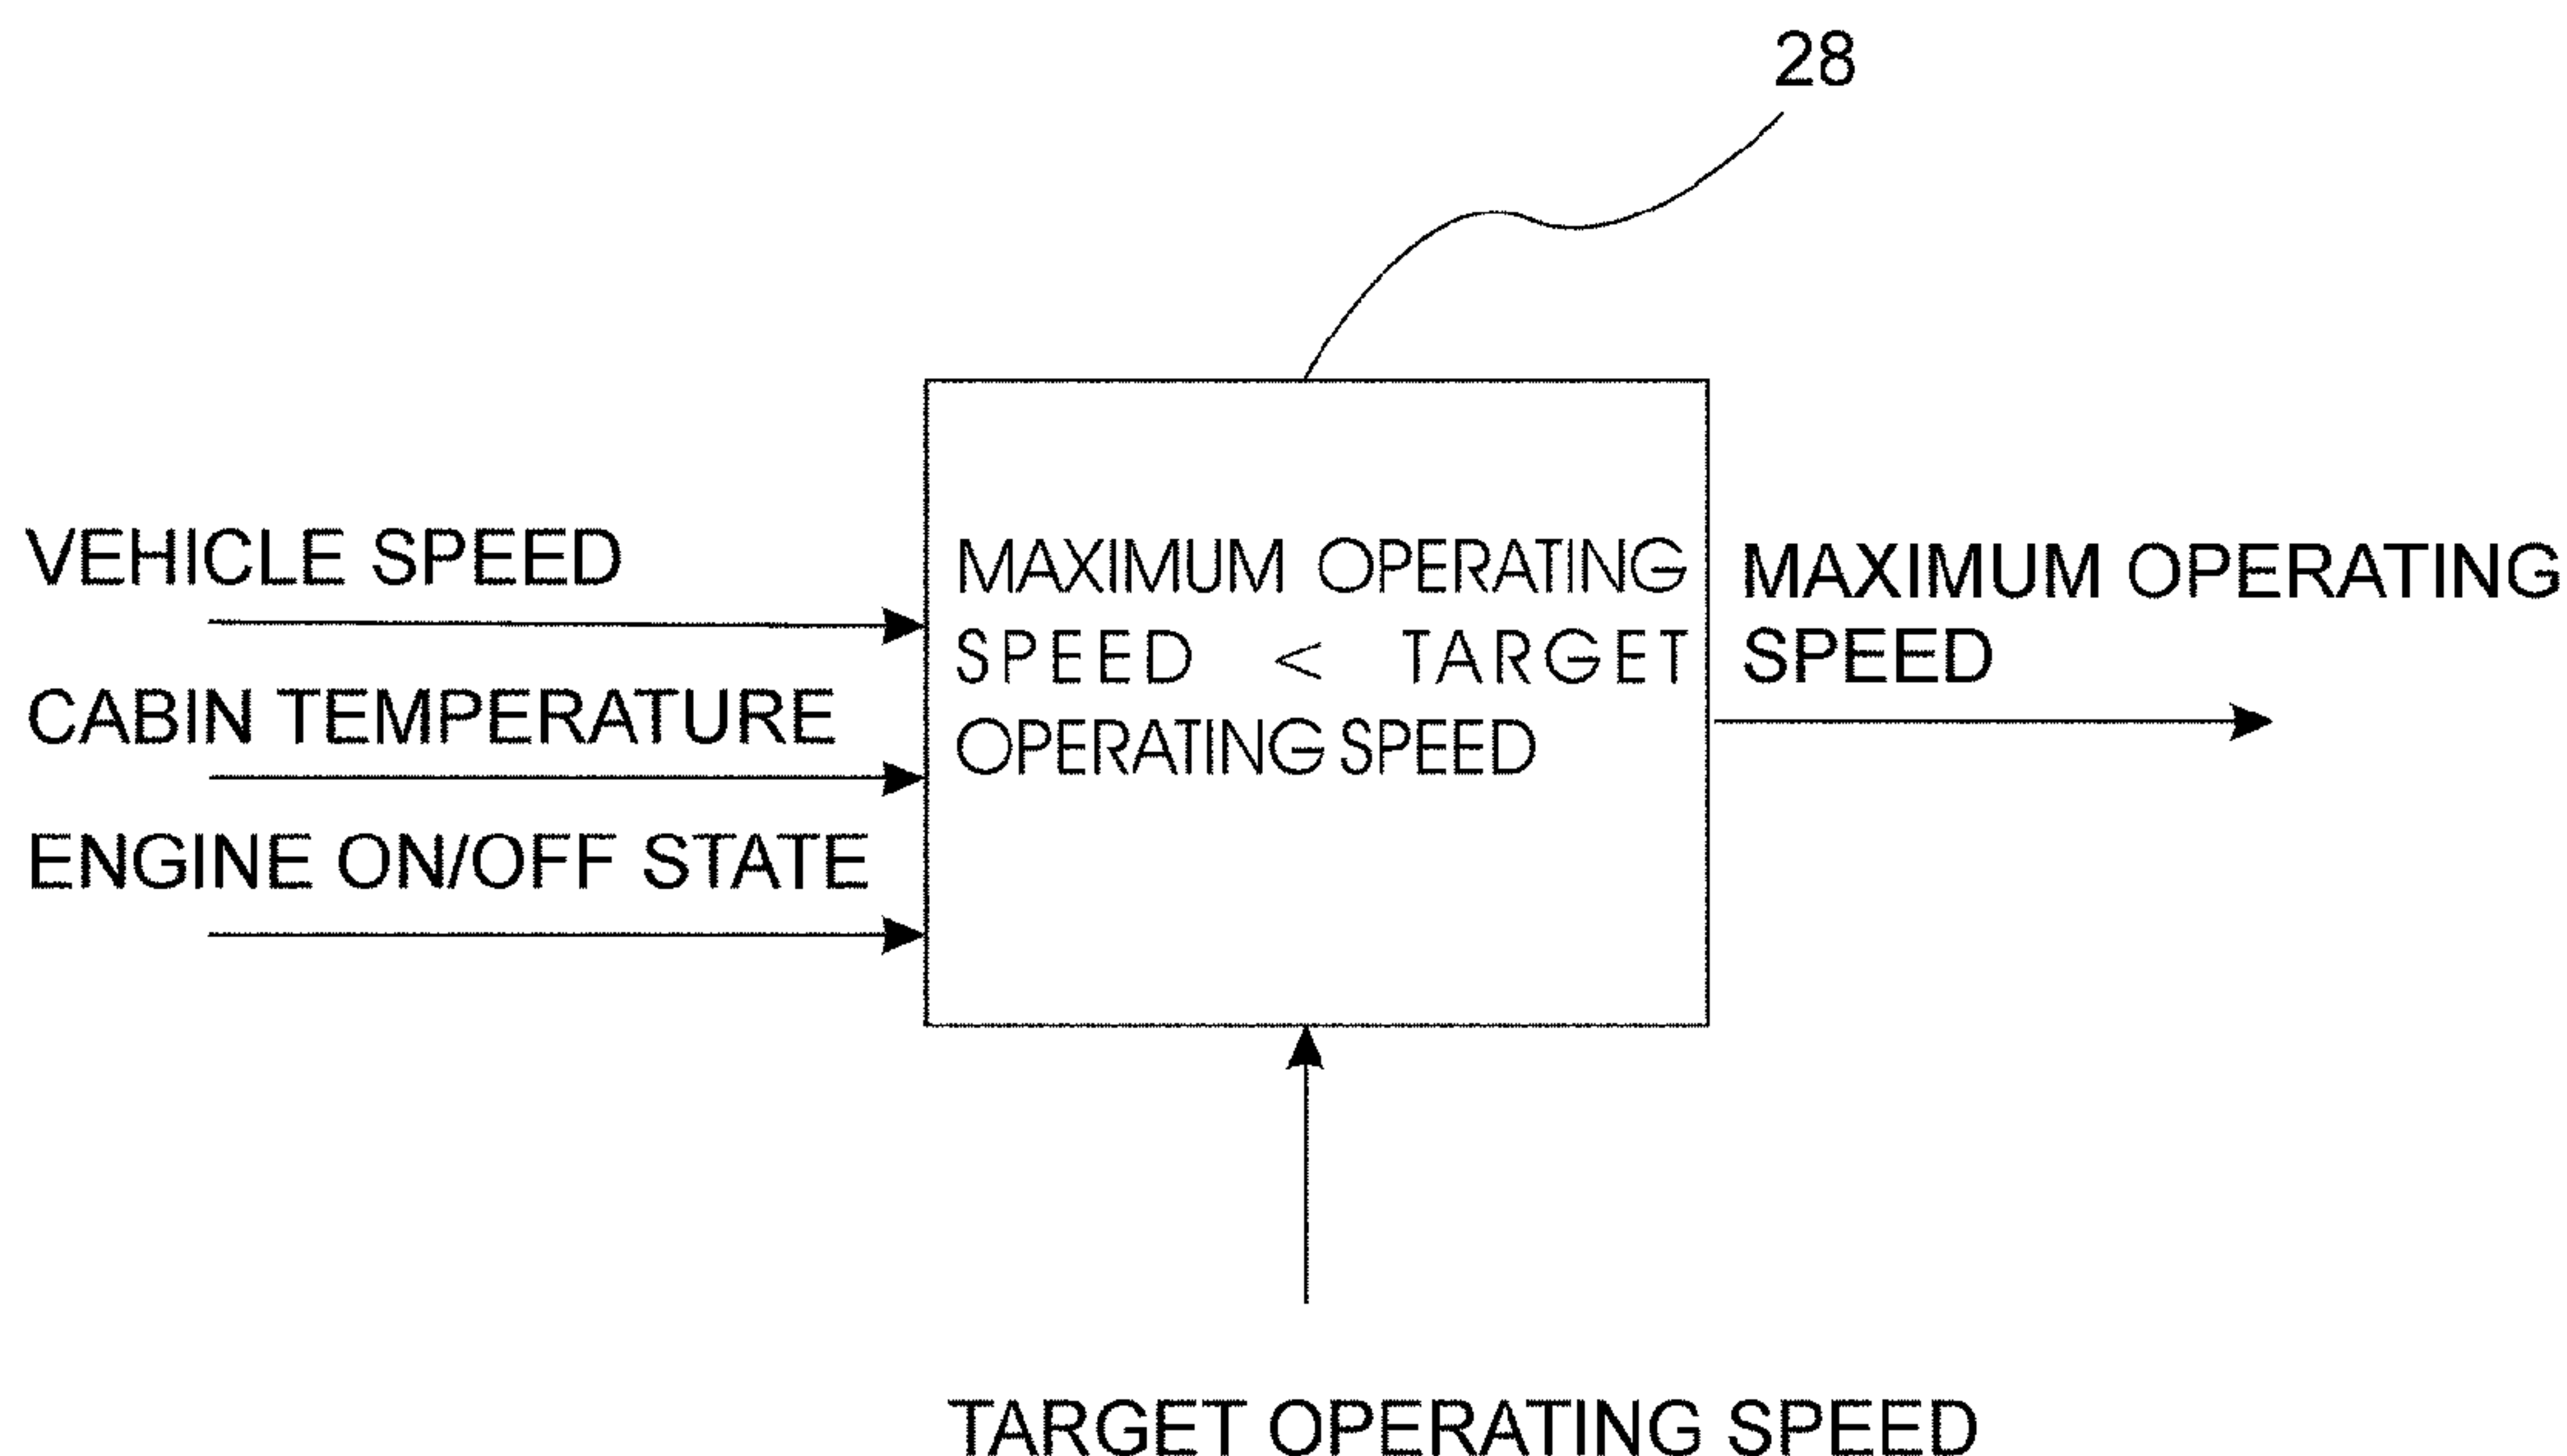 28
VEHICLE SPEED
CABIN TEMPERATURE
ENGINE ON/OFF STATE
MAXIMUM OPERATING
SPEED < TARGET
OPERATING SPEED
MAXIMUM OPERATING
SPEED
TARGET OPERATING SPEED